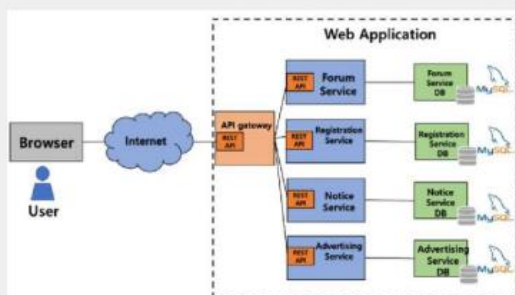 Web Application
REST
API
Forum
Service
Forum
Service
DB
MySQL
API gateway
REST
API
REST
API
Registration
Service
Registration
Service
DB
MySQL
Browser
Internet
User
REST
API
Notice
Service
Notice
Service
DB
MySQL
REST
API
Advertising
Service
Advertising
Service
DB
MySQL